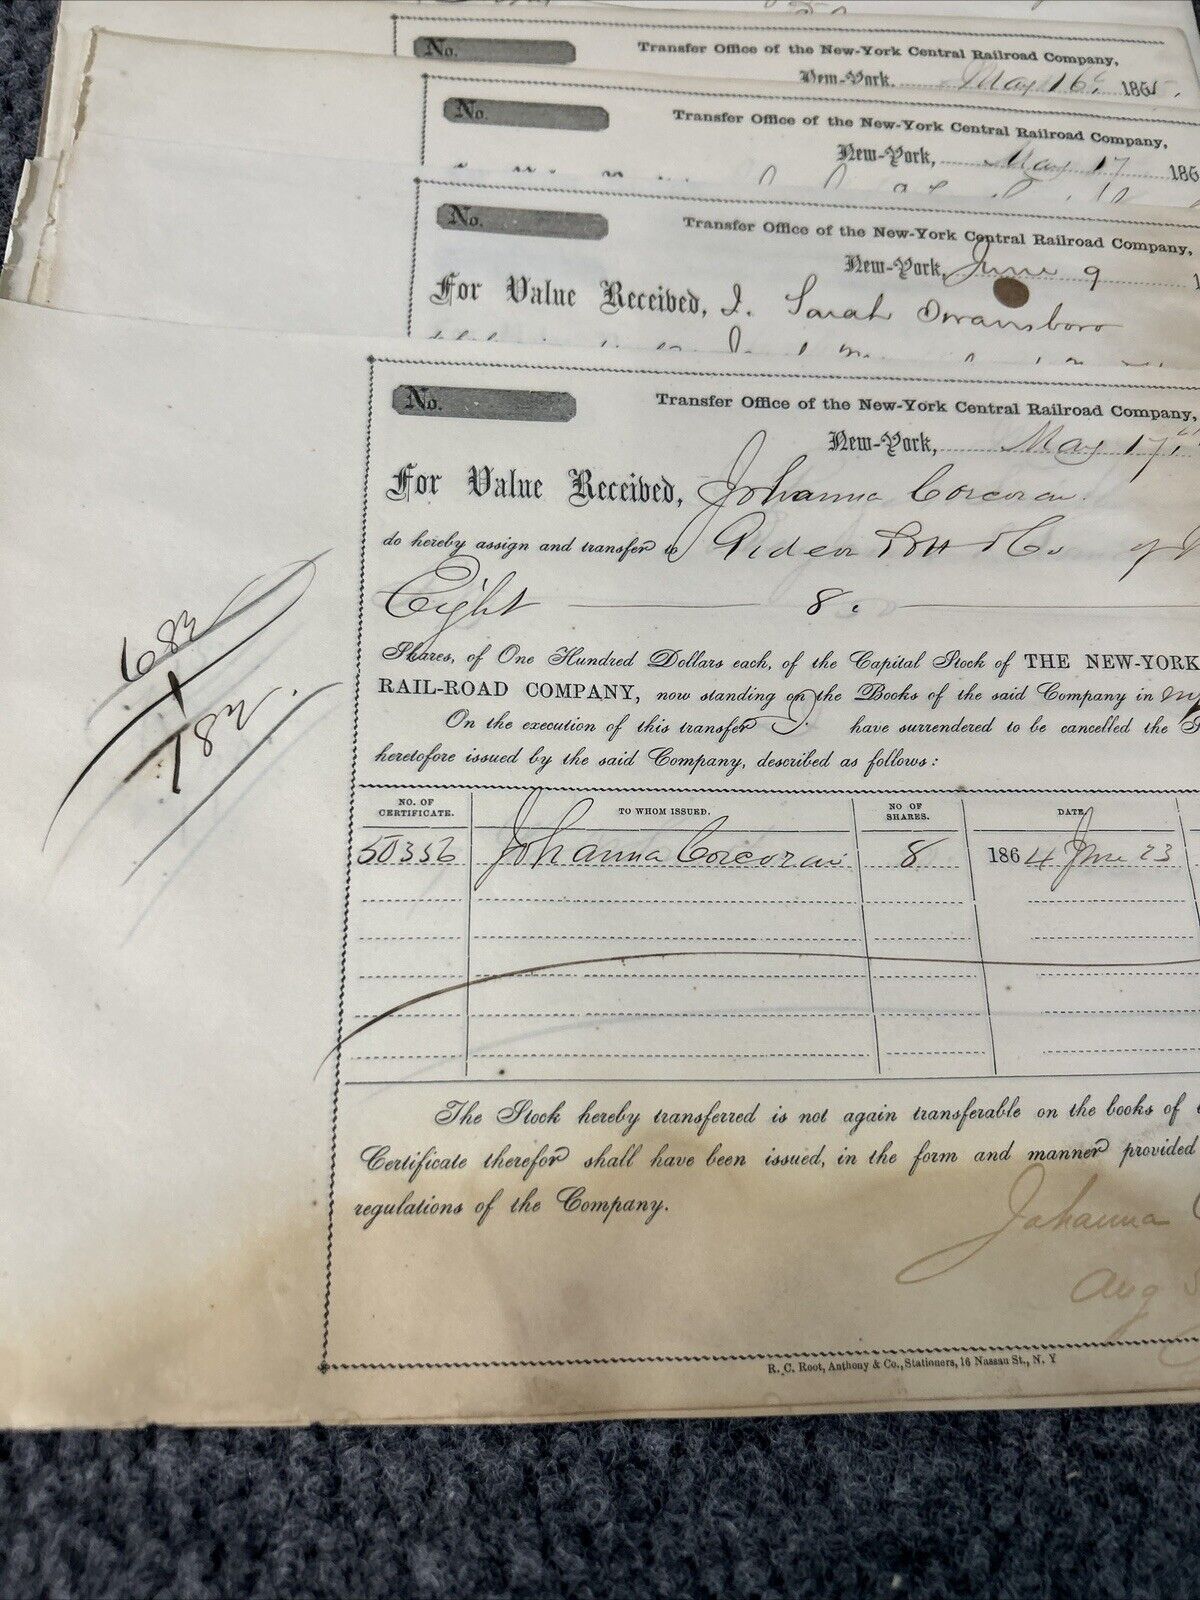 No.
Transfer Office of the New-York Central Railroad Company,
New-York, May 16, 1865.
No.
Transfer Office of the New-York Central Railroad Company,
New-York, May 17 186
No.
Transfer Office of the New-York Central Railroad Company,
New-York, June 9 1
For Value Received, I. Sarah Swansboro
No.
Transfer Office of the New-York Central Railroad Company,
New-York, May 17,
For Value Received, Johanna Corcoran.
do hereby assign and transfer to
Eight 8.
Shares, of One Hundred Dollars each, of the Capital Stock of THE NEW-YORK
RAIL-ROAD COMPANY, now standing on the Books of the said Company in my
On the execution of this transfer I have surrendered to be cancelled the S
heretofore issued by the said Company, described as follows:
NO. OF CERTIFICATE. TO WHOM ISSUED. NO OF SHARES. DATE,
50356 Johanna Corcoran 8 1864 June 23
682
182.
The Stock hereby transferred is not again transferable on the books of
Certificate therefor shall have been issued, in the form and manner provided
regulations of the Company.
Johanna C
Aug
R. C. Root, Anthony & Co., Stationers, 16 Nassau St., N. Y